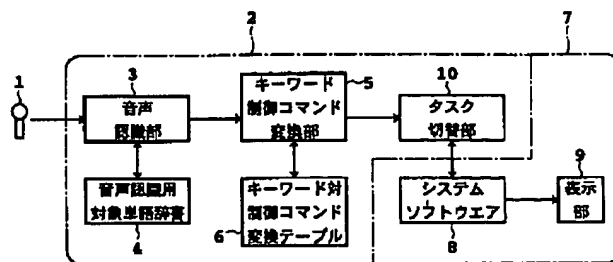 2
7
1
3
音声
認識部
キーワード
制御コマンド
変換部
5
10
タスク
切替部
音声認識用
対象単語辞書
4
キーワード対
制御コマンド
変換テーブル
6
システム
ソフトウエア
8
9
表示
部